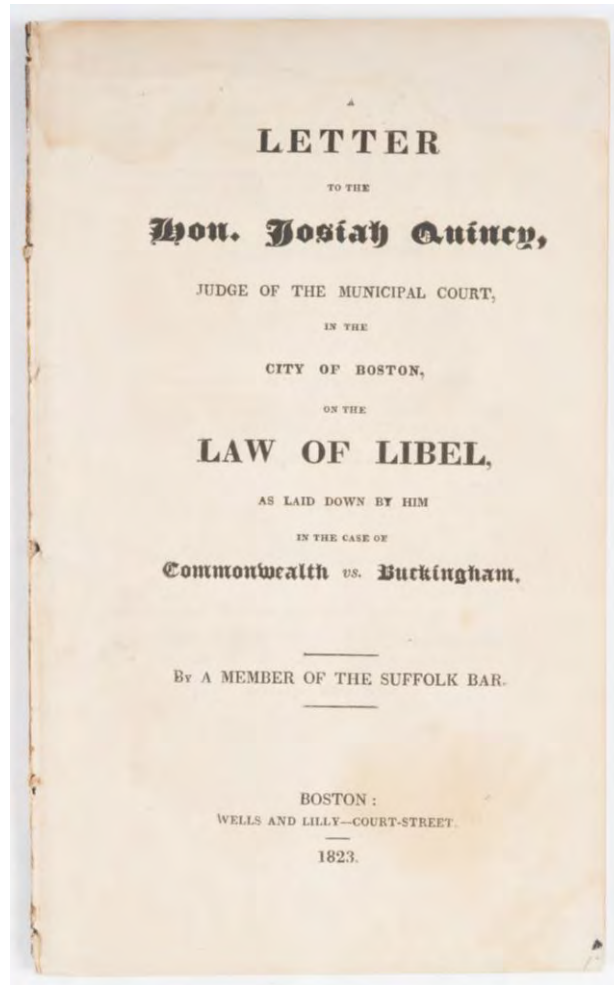 A
LETTER
TO THE
Hon. Josiah Quincy,
JUDGE OF THE MUNICIPAL COURT,
IN THE
CITY OF BOSTON,
ON THE
LAW OF LIBEL,
AS LAID DOWN BY HIM
IN THE CASE OF
Commonwealth vs. Buckingham.
BY A MEMBER OF THE SUFFOLK BAR.
BOSTON:
WELLS AND LILLY—COURT-STREET.
1823.